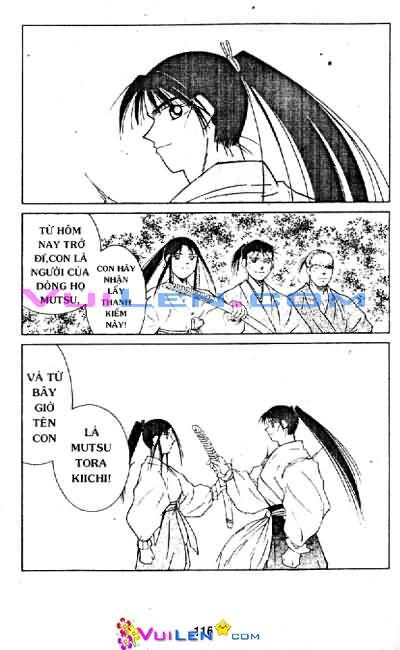 TỪ HÔM
NAY TRỞ
ĐI,CON LÀ
NGƯỜI CỦA
DÒNG HỌ
MUTSU.
CON HÃY
NHẬN
LẤY
THANH
KIẾM
NÀY!
VUILEN.COM
VÀ TỪ
BÂY
GIỜ
TÊN
CON
LÀ
MUTSU
TORA
KIICHI!
116
VUILEN
.COM